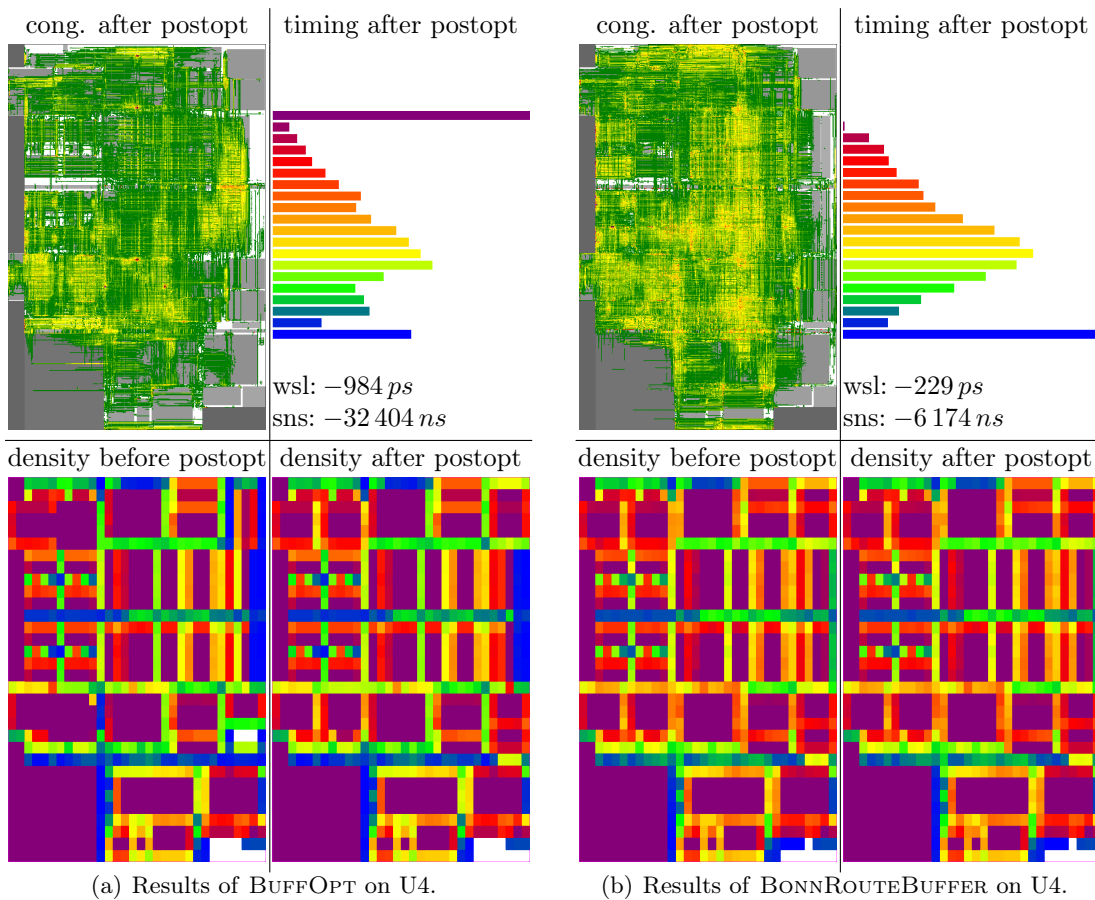 cong. after postopt timing after postopt
cong. after postopt timing after postopt
wsl: −984 ps
sns: −32 404 ns
wsl: −229 ps
sns: −6 174 ns
density before postopt density after postopt
density before postopt density after postopt
(a) Results of BUFFOPT on U4.
(b) Results of BONNROUTEBUFFER on U4.